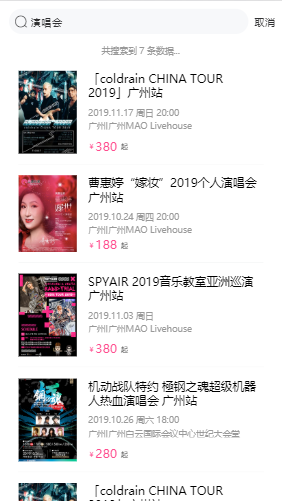 演唱会
取消
共搜索到 7 条数据...
「coldrain CHINA TOUR
2019」广州站
2019.11.17 周日 20:00
广州|广州MAO Livehouse
¥380 起
曹惠婷“嫁妆”2019个人演唱会
广州站
2019.10.24 周四 20:00
广州|广州MAO Livehouse
¥188 起
SPYAIR 2019音乐教室亚洲巡演
广州站
2019.11.03 周日
广州|广州MAO Livehouse
¥380 起
机动战队特约 極钢之魂超级机器
人热血演唱会 广州站
2019.10.26 周六 18:00
广州|广州白云国际会议中心世纪大会堂
¥280 起
「coldrain CHINA TOUR